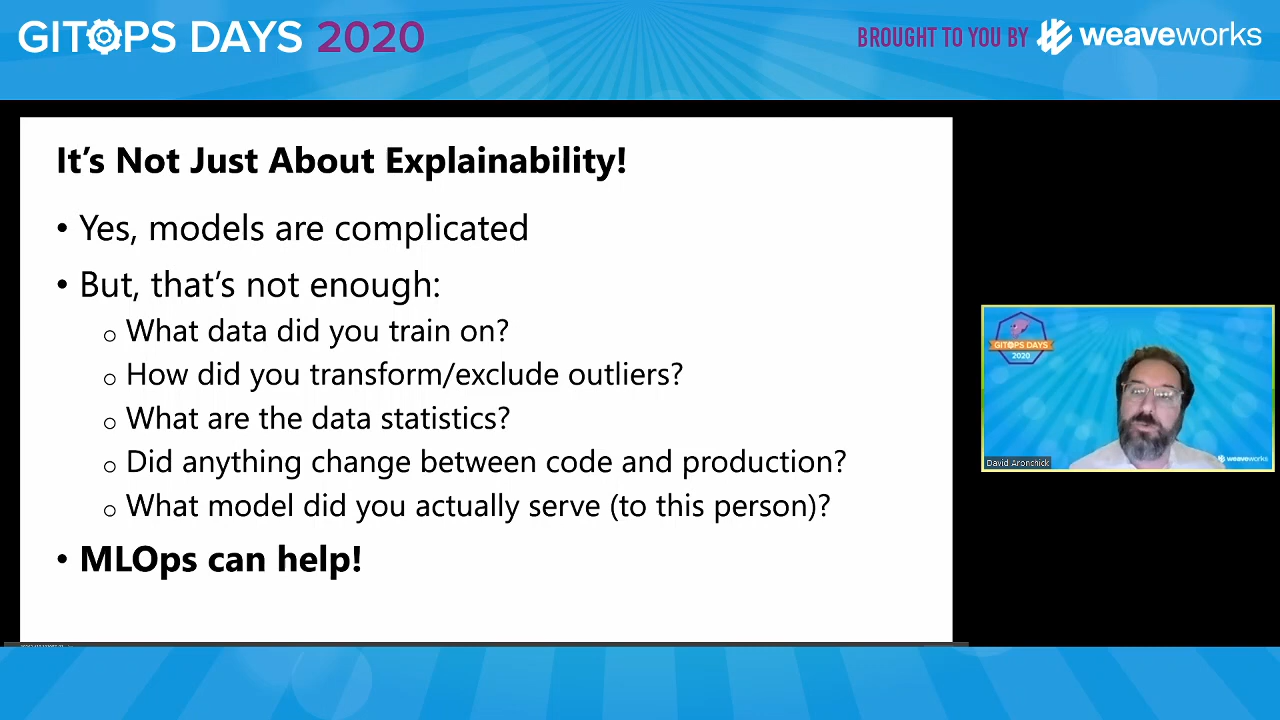 GITOPS DAYS 2020
BROUGHT TO YOU BY weaveworks
It's Not Just About Explainability!
• Yes, models are complicated
• But, that's not enough:
o What data did you train on?
o How did you transform/exclude outliers?
o What are the data statistics?
o Did anything change between code and production?
o What model did you actually serve (to this person)?
• MLOps can help!
GITOPS DAYS
2020
David Aronchick
weaveworks